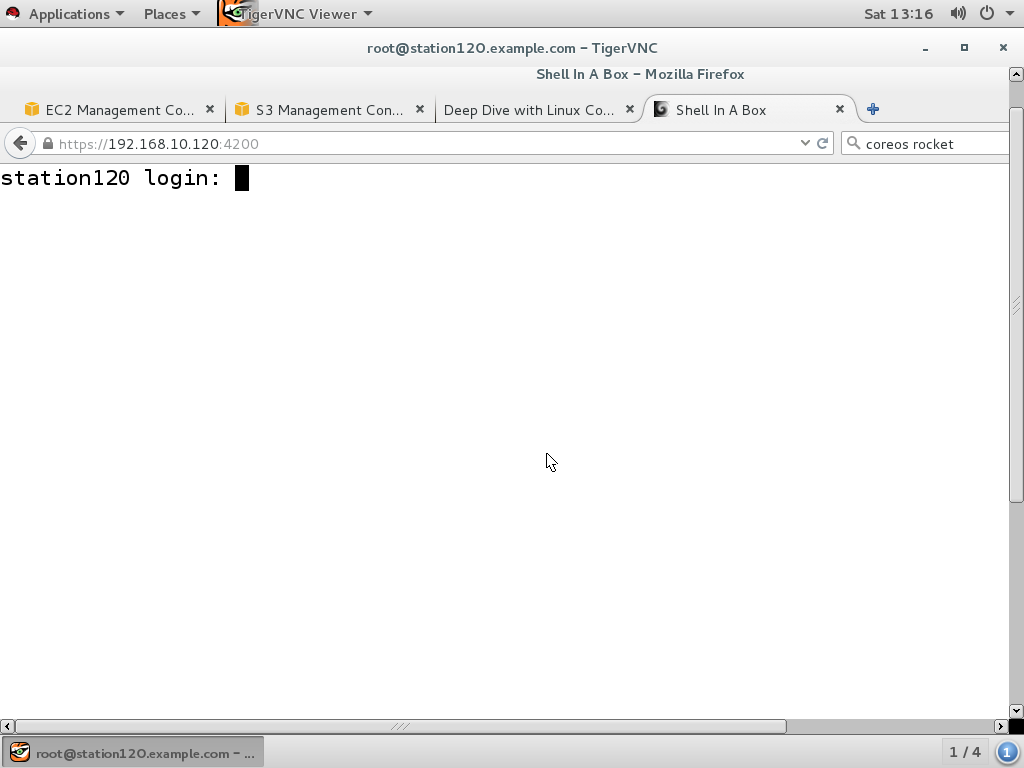 Applications Places TigerVNC Viewer Sat 13:16
root@station120.example.com – TigerVNC
Shell In A Box – Mozilla Firefox
EC2 Management Co... S3 Management Con... Deep Dive with Linux Co... Shell In A Box
https://192.168.10.120:4200 coreos rocket
station120 login:
root@station120.example.com – ... 1 / 4 1